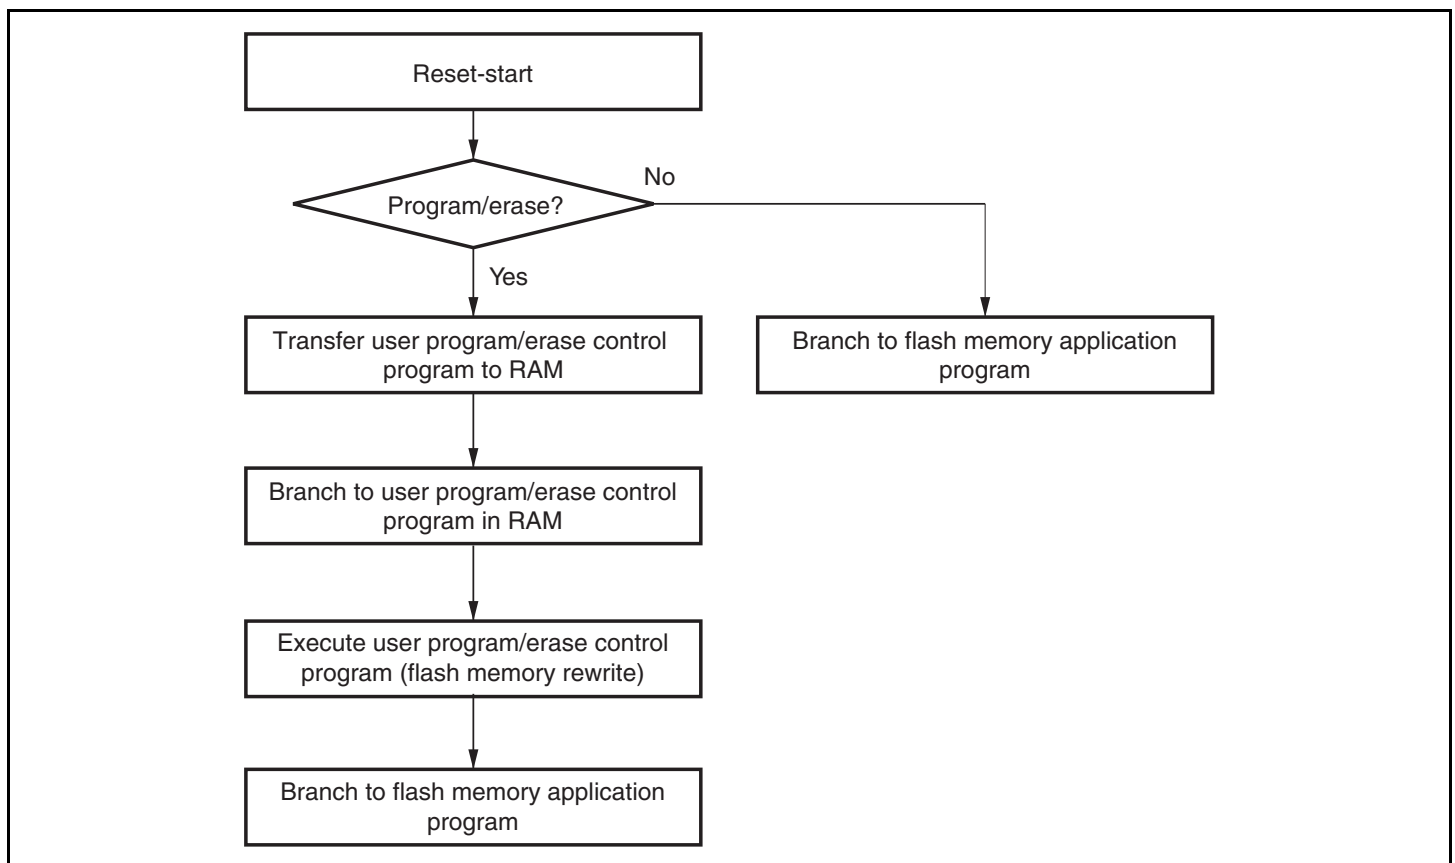 Reset-start
No
Program/erase?
Yes
Transfer user program/erase control
program to RAM
Branch to flash memory application
program
Branch to user program/erase control
program in RAM
Execute user program/erase control
program (flash memory rewrite)
Branch to flash memory application
program